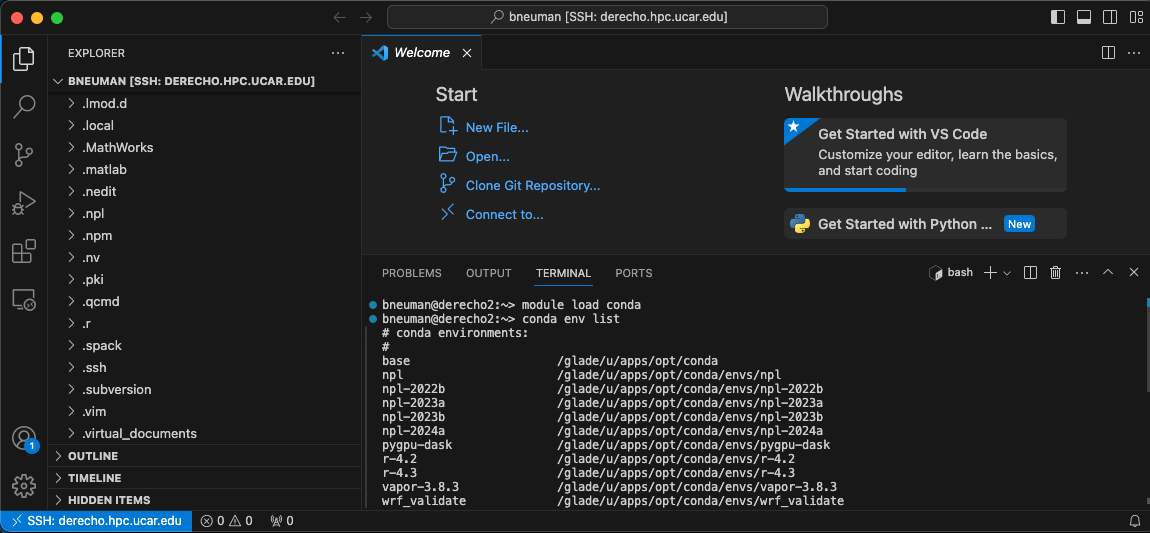 bneuman [SSH: derecho.hpc.ucar.edu]
EXPLORER
BNEUMAN [SSH: DERECHO.HPC.UCAR.EDU]
.lmod.d
.local
.MathWorks
.matlab
.nedit
.npl
.npm
.nv
.pki
.qcmd
.r
.spack
.ssh
.subversion
.vim
.virtual_documents
OUTLINE
TIMELINE
HIDDEN ITEMS
Welcome
Start
New File...
Open...
Clone Git Repository...
Connect to...
Walkthroughs
Get Started with VS Code
Customize your editor, learn the basics,
and start coding
Get Started with Python ... New
PROBLEMS OUTPUT TERMINAL PORTS bash
bneuman@derecho2:~> module load conda
bneuman@derecho2:~> conda env list
# conda environments:
#
base /glade/u/apps/opt/conda
npl /glade/u/apps/opt/conda/envs/npl
npl-2022b /glade/u/apps/opt/conda/envs/npl-2022b
npl-2023a /glade/u/apps/opt/conda/envs/npl-2023a
npl-2023b /glade/u/apps/opt/conda/envs/npl-2023b
npl-2024a /glade/u/apps/opt/conda/envs/npl-2024a
pygpu-dask /glade/u/apps/opt/conda/envs/pygpu-dask
r-4.2 /glade/u/apps/opt/conda/envs/r-4.2
r-4.3 /glade/u/apps/opt/conda/envs/r-4.3
vapor-3.8.3 /glade/u/apps/opt/conda/envs/vapor-3.8.3
wrf_validate /glade/u/apps/opt/conda/envs/wrf_validate
1
SSH: derecho.hpc.ucar.edu 0 0 0